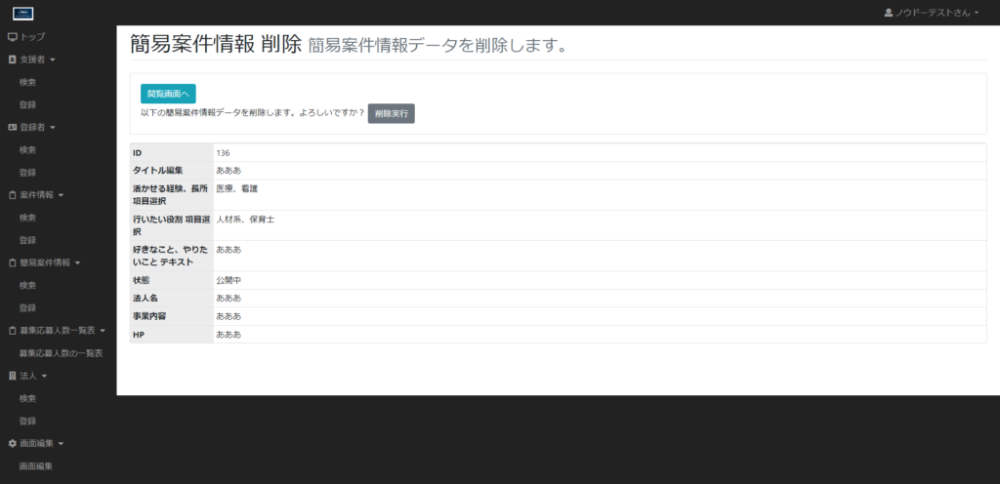 ノウドーテストさん
トップ
支援者
検索
登録
登録者
検索
登録
案件情報
検索
登録
簡易案件情報
検索
登録
募集応募人数一覧表
募集応募人数の一覧表
法人
検索
登録
画面編集
画面編集
簡易案件情報 削除 簡易案件情報データを削除します。
閲覧画面へ
以下の簡易案件情報データを削除します。よろしいですか？ 削除実行
ID 136
タイトル編集 あああ
活かせる経験、長所 医療、看護
項目選択
行いたい役割 項目選 人材系、保育士
択
好きなこと、やりた あああ
いこと テキスト
状態 公開中
法人名 あああ
事業内容 あああ
HP あああ